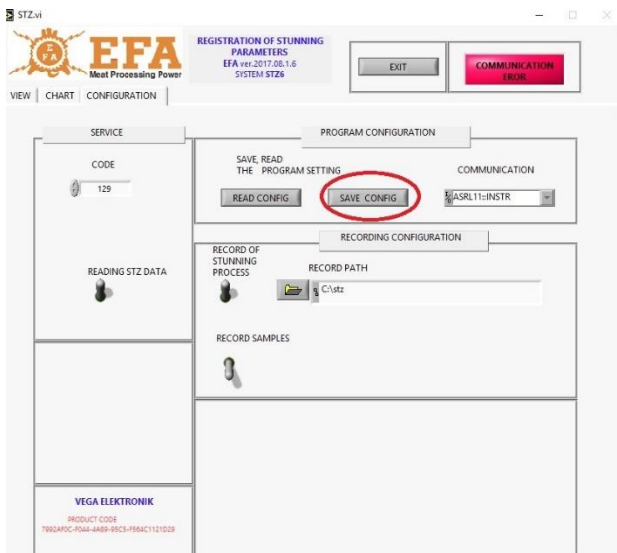 STZ.vi
EFA
EFA
Meat Processing Power
REGISTRATION OF STUNNING
PARAMETERS
EFA ver.2017.08.1.6
SYSTEM STZ6
EXIT
COMMUNICATION
EROR
VIEW
CHART
CONFIGURATION
SERVICE
CODE
129
READING STZ DATA
PROGRAM CONFIGURATION
SAVE, READ
THE PROGRAM SETTING
READ CONFIG
SAVE CONFIG
COMMUNICATION
ASRL11::INSTR
RECORDING CONFIGURATION
RECORD OF
STUNNING
PROCESS
RECORD PATH
C:\stz
RECORD SAMPLES
VEGA ELEKTRONIK
PRODUCT CODE